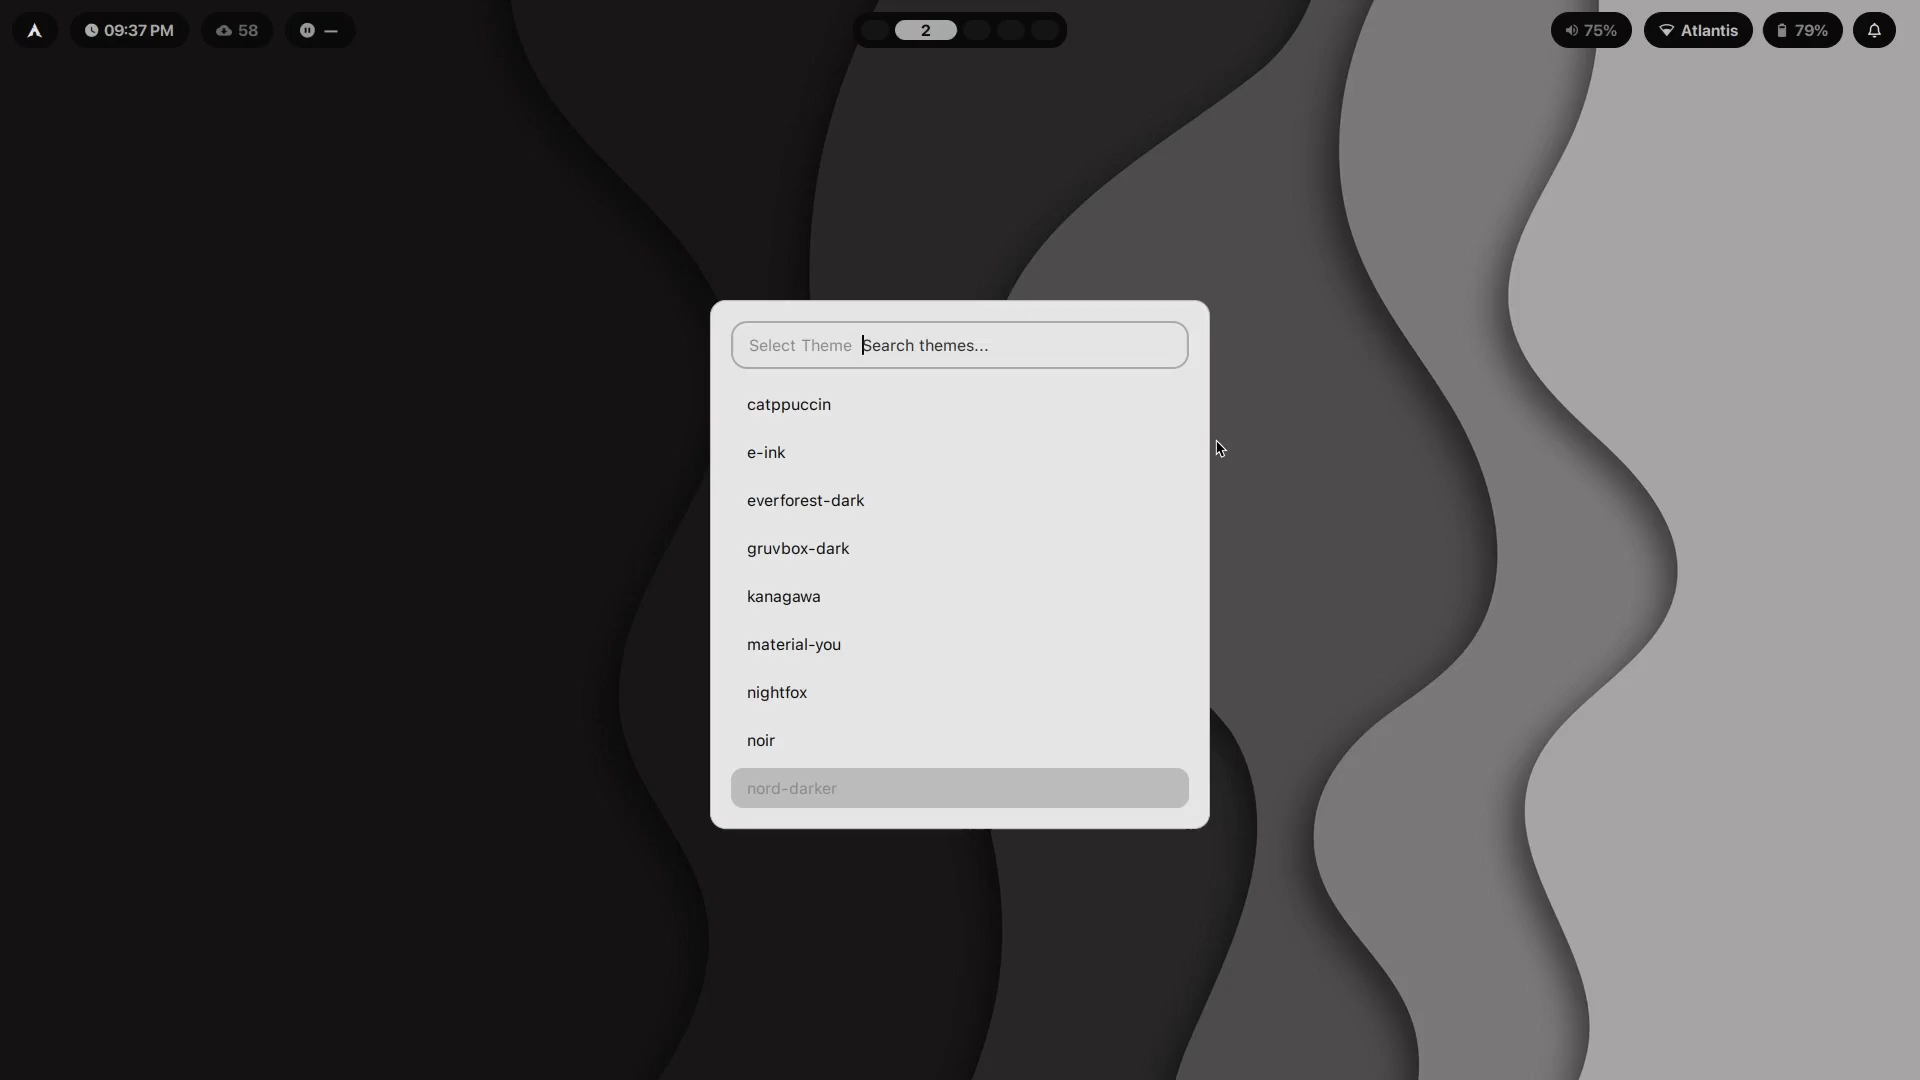 09:37 PM
58
2
75%
Atlantis
79%
Select Theme Search themes...
catppuccin
e-ink
everforest-dark
gruvbox-dark
kanagawa
material-you
nightfox
noir
nord-darker